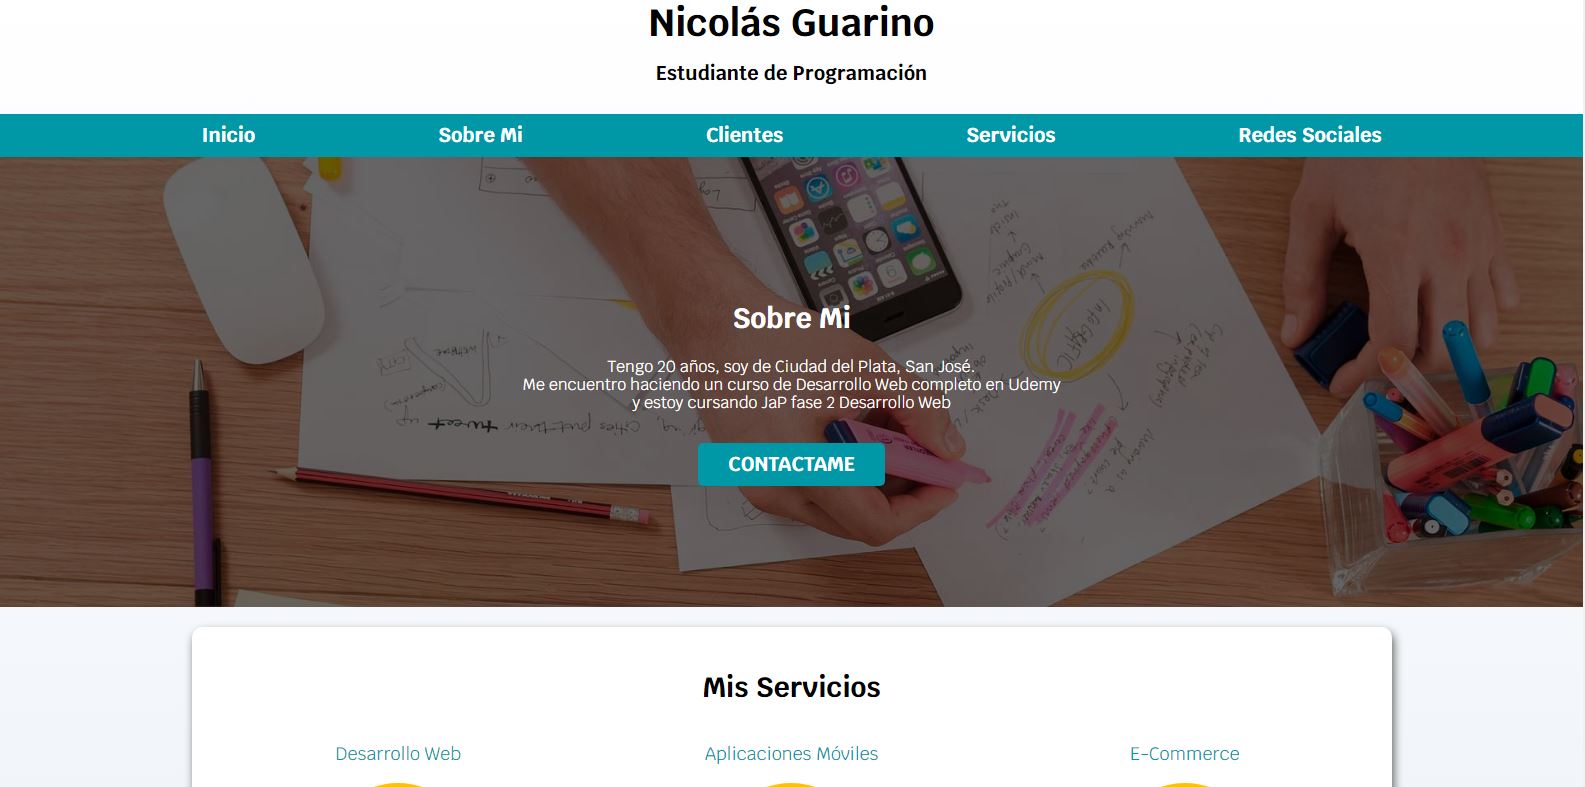 Nicolás Guarino
Estudiante de Programación
Inicio
Sobre Mi
Clientes
Servicios
Redes Sociales
Sobre Mi
Tengo 20 años, soy de Ciudad del Plata, San José.
Me encuentro haciendo un curso de Desarrollo Web completo en Udemy
y estoy cursando JaP fase 2 Desarrollo Web
CONTACTAME
Mis Servicios
Desarrollo Web
Aplicaciones Móviles
E-Commerce